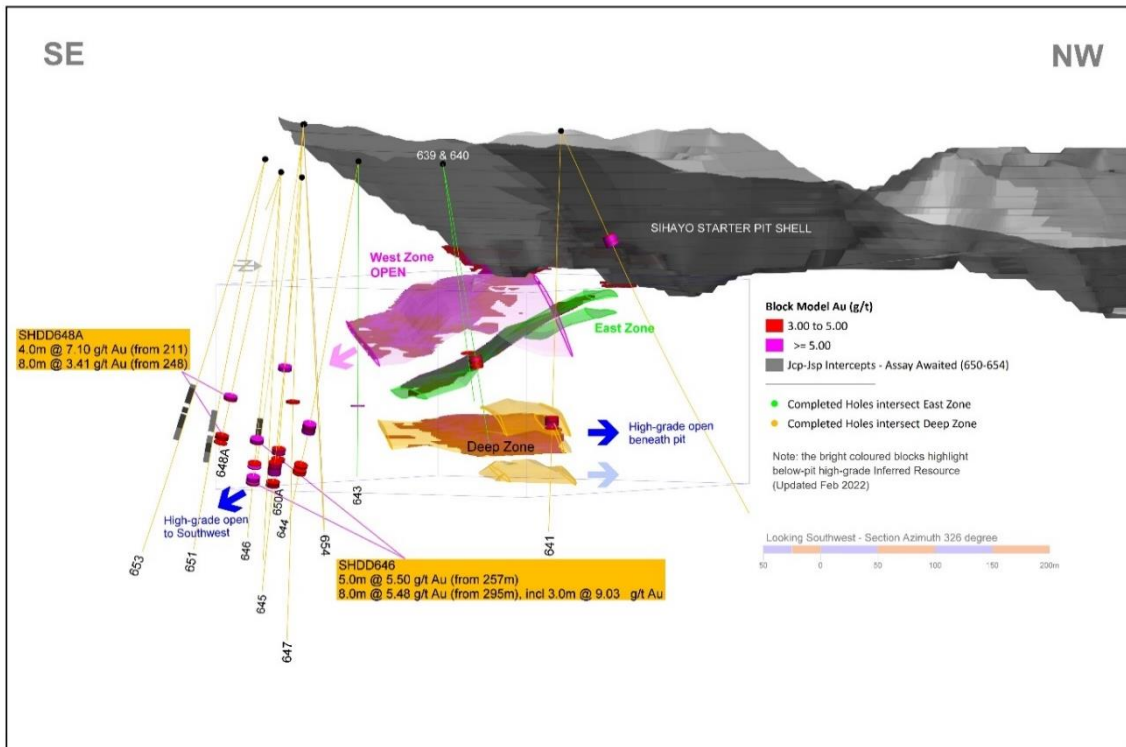 SE
NW
639 & 640
SIHAYO STARTER PIT SHELL
West Zone
OPEN
East Zone
Block Model Au (g/t)
3.00 to 5.00
>= 5.00
Jcp-Jsp Intercepts - Assay Awaited (650-654)
Completed Holes intersect East Zone
Completed Holes intersect Deep Zone
Note: the bright coloured blocks highlight
below-pit high-grade Inferred Resource
(Updated Feb 2022)
SHDD648A
4.0m @ 7.10 g/t Au (from 211)
8.0m @ 3.41 g/t Au (from 248)
Deep Zone
High-grade open
beneath pit
High-grade open
to Southwest
648A
650A
653
651
646
645
644
647
654
643
641
SHDD646
5.0m @ 5.50 g/t Au (from 257m)
8.0m @ 5.48 g/t Au (from 295m), incl 3.0m @ 9.03 g/t Au
Looking Southwest - Section Azimuth 326 degree
50 0 50 100 150 200m